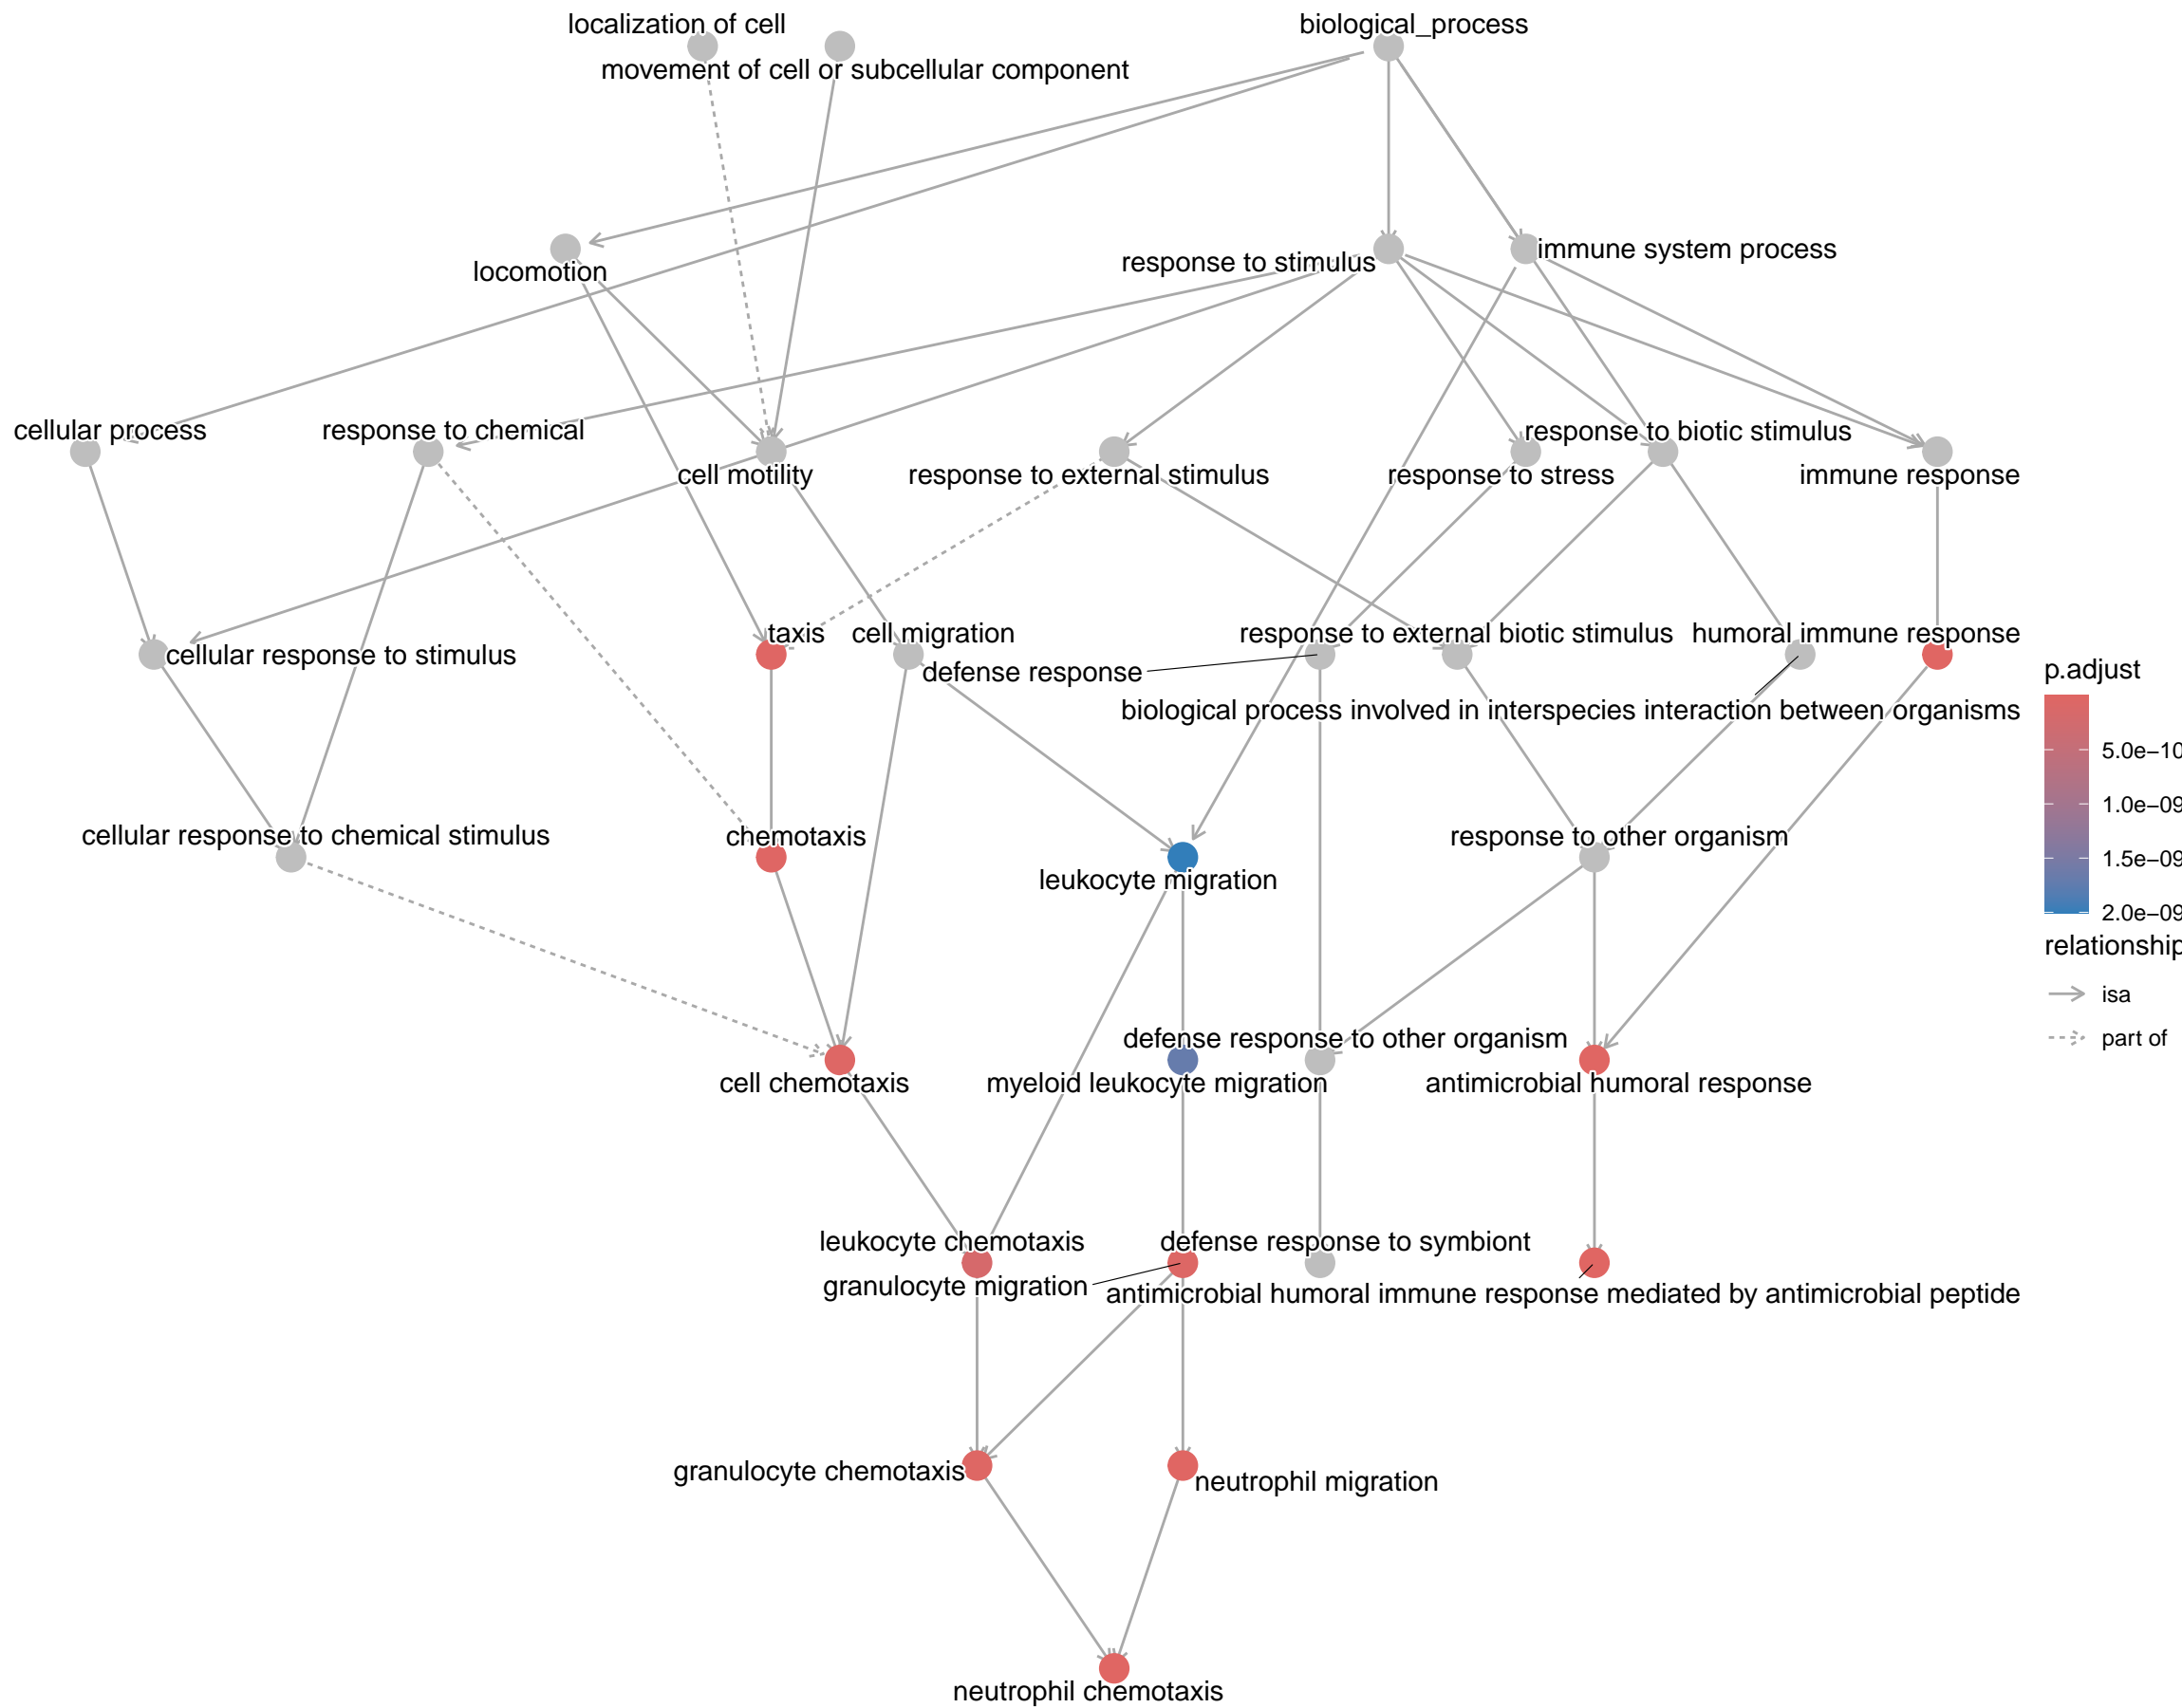 localization of cell
biological_process
movement of cell or subcellular component
immune system process
response to stimulus
locomotion
cellular process
response to chemical
response to biotic stimulus
cell motility
response to external stimulus
response to stress
immune response
taxis
cell migration
response to external biotic stimulus
humoral immune response
cellular response to stimulus
defense response
biological process involved in interspecies interaction between organisms
cellular response to chemical stimulus
chemotaxis
response to other organism
leukocyte migration
defense response to other organism
cell chemotaxis
myeloid leukocyte migration
antimicrobial humoral response
leukocyte chemotaxis
defense response to symbiont
granulocyte migration
antimicrobial humoral immune response mediated by antimicrobial peptide
granulocyte chemotaxis
neutrophil migration
neutrophil chemotaxis
p.adjust
5.0e−10
1.0e−09
1.5e−09
2.0e−09
relationship
isa
part of